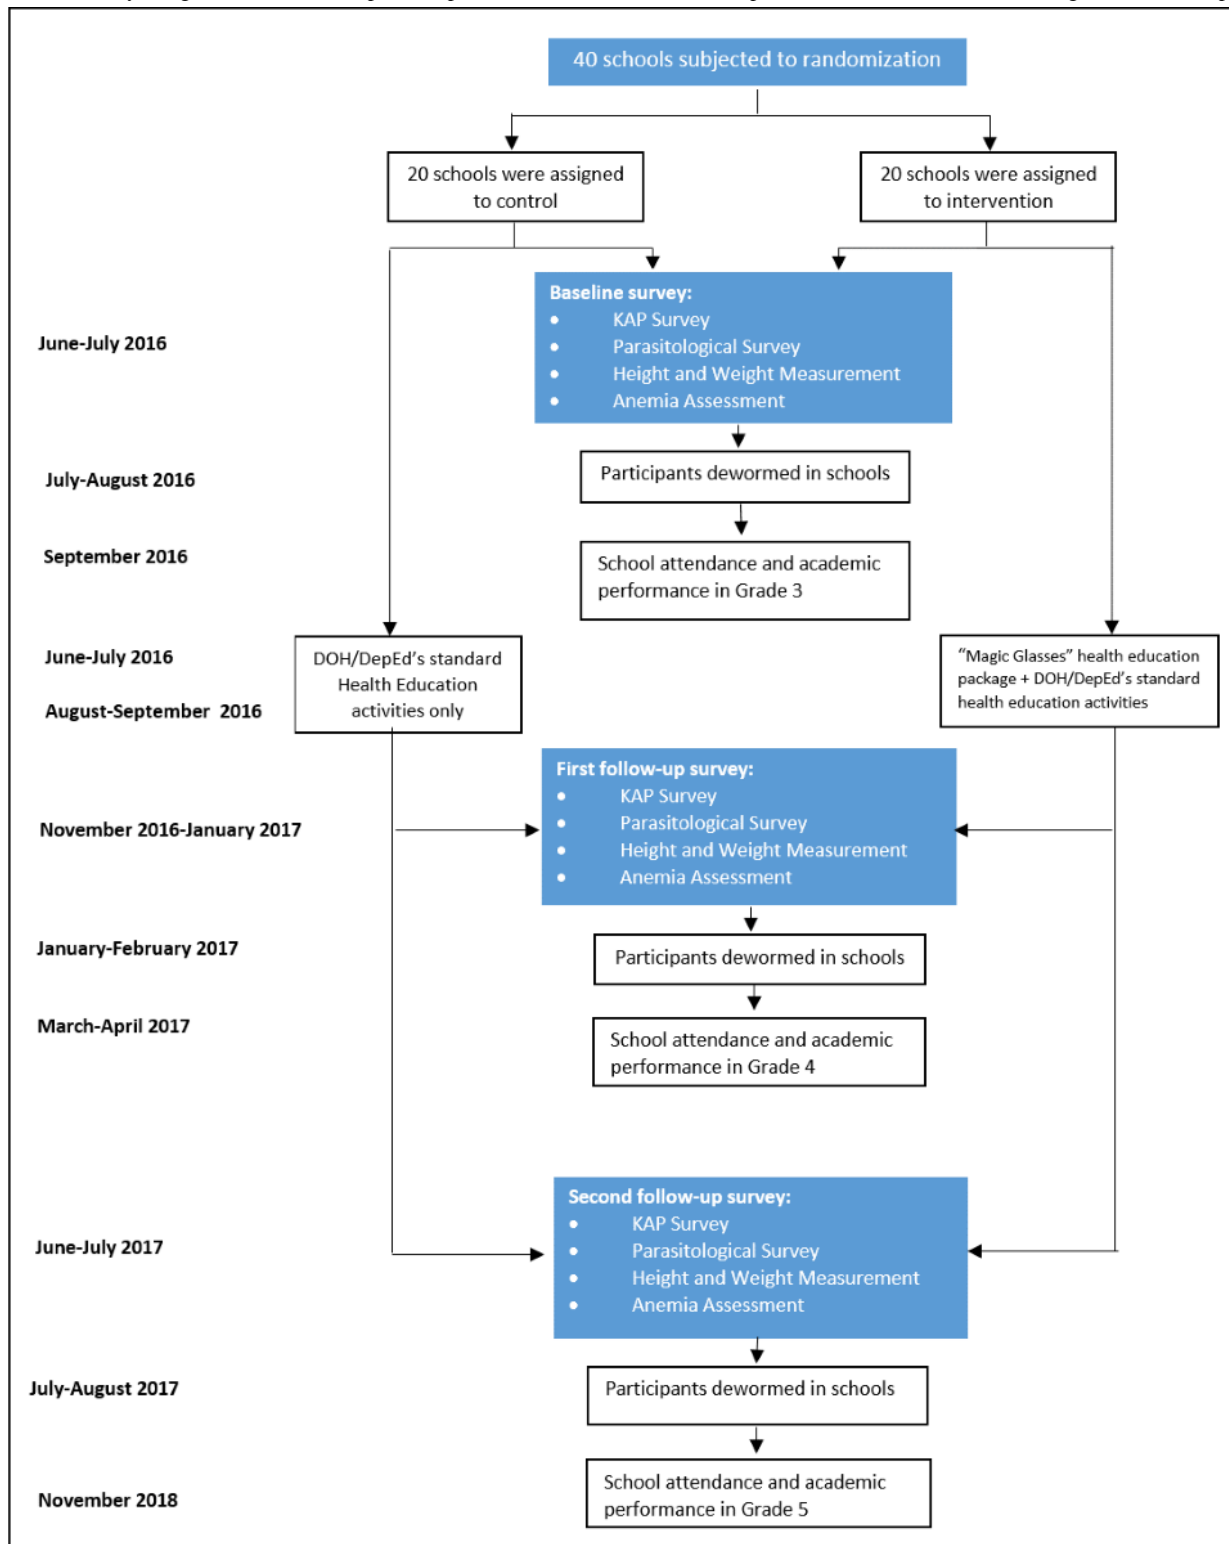 40 schools subjected to randomization
20 schools were assigned
to control
20 schools were assigned
to intervention
June-July 2016
Baseline survey:
• KAP Survey
• Parasitological Survey
• Height and Weight Measurement
• Anemia Assessment
July-August 2016
Participants dewormed in schools
September 2016
School attendance and academic
performance in Grade 3
June-July 2016
August-September 2016
DOH/DepEd’s standard
Health Education
activities only
“Magic Glasses” health education
package + DOH/DepEd’s standard
health education activities
November 2016-January 2017
First follow-up survey:
• KAP Survey
• Parasitological Survey
• Height and Weight Measurement
• Anemia Assessment
January-February 2017
Participants dewormed in schools
March-April 2017
School attendance and academic
performance in Grade 4
June-July 2017
Second follow-up survey:
• KAP Survey
• Parasitological Survey
• Height and Weight Measurement
• Anemia Assessment
July-August 2017
Participants dewormed in schools
November 2018
School attendance and academic
performance in Grade 5